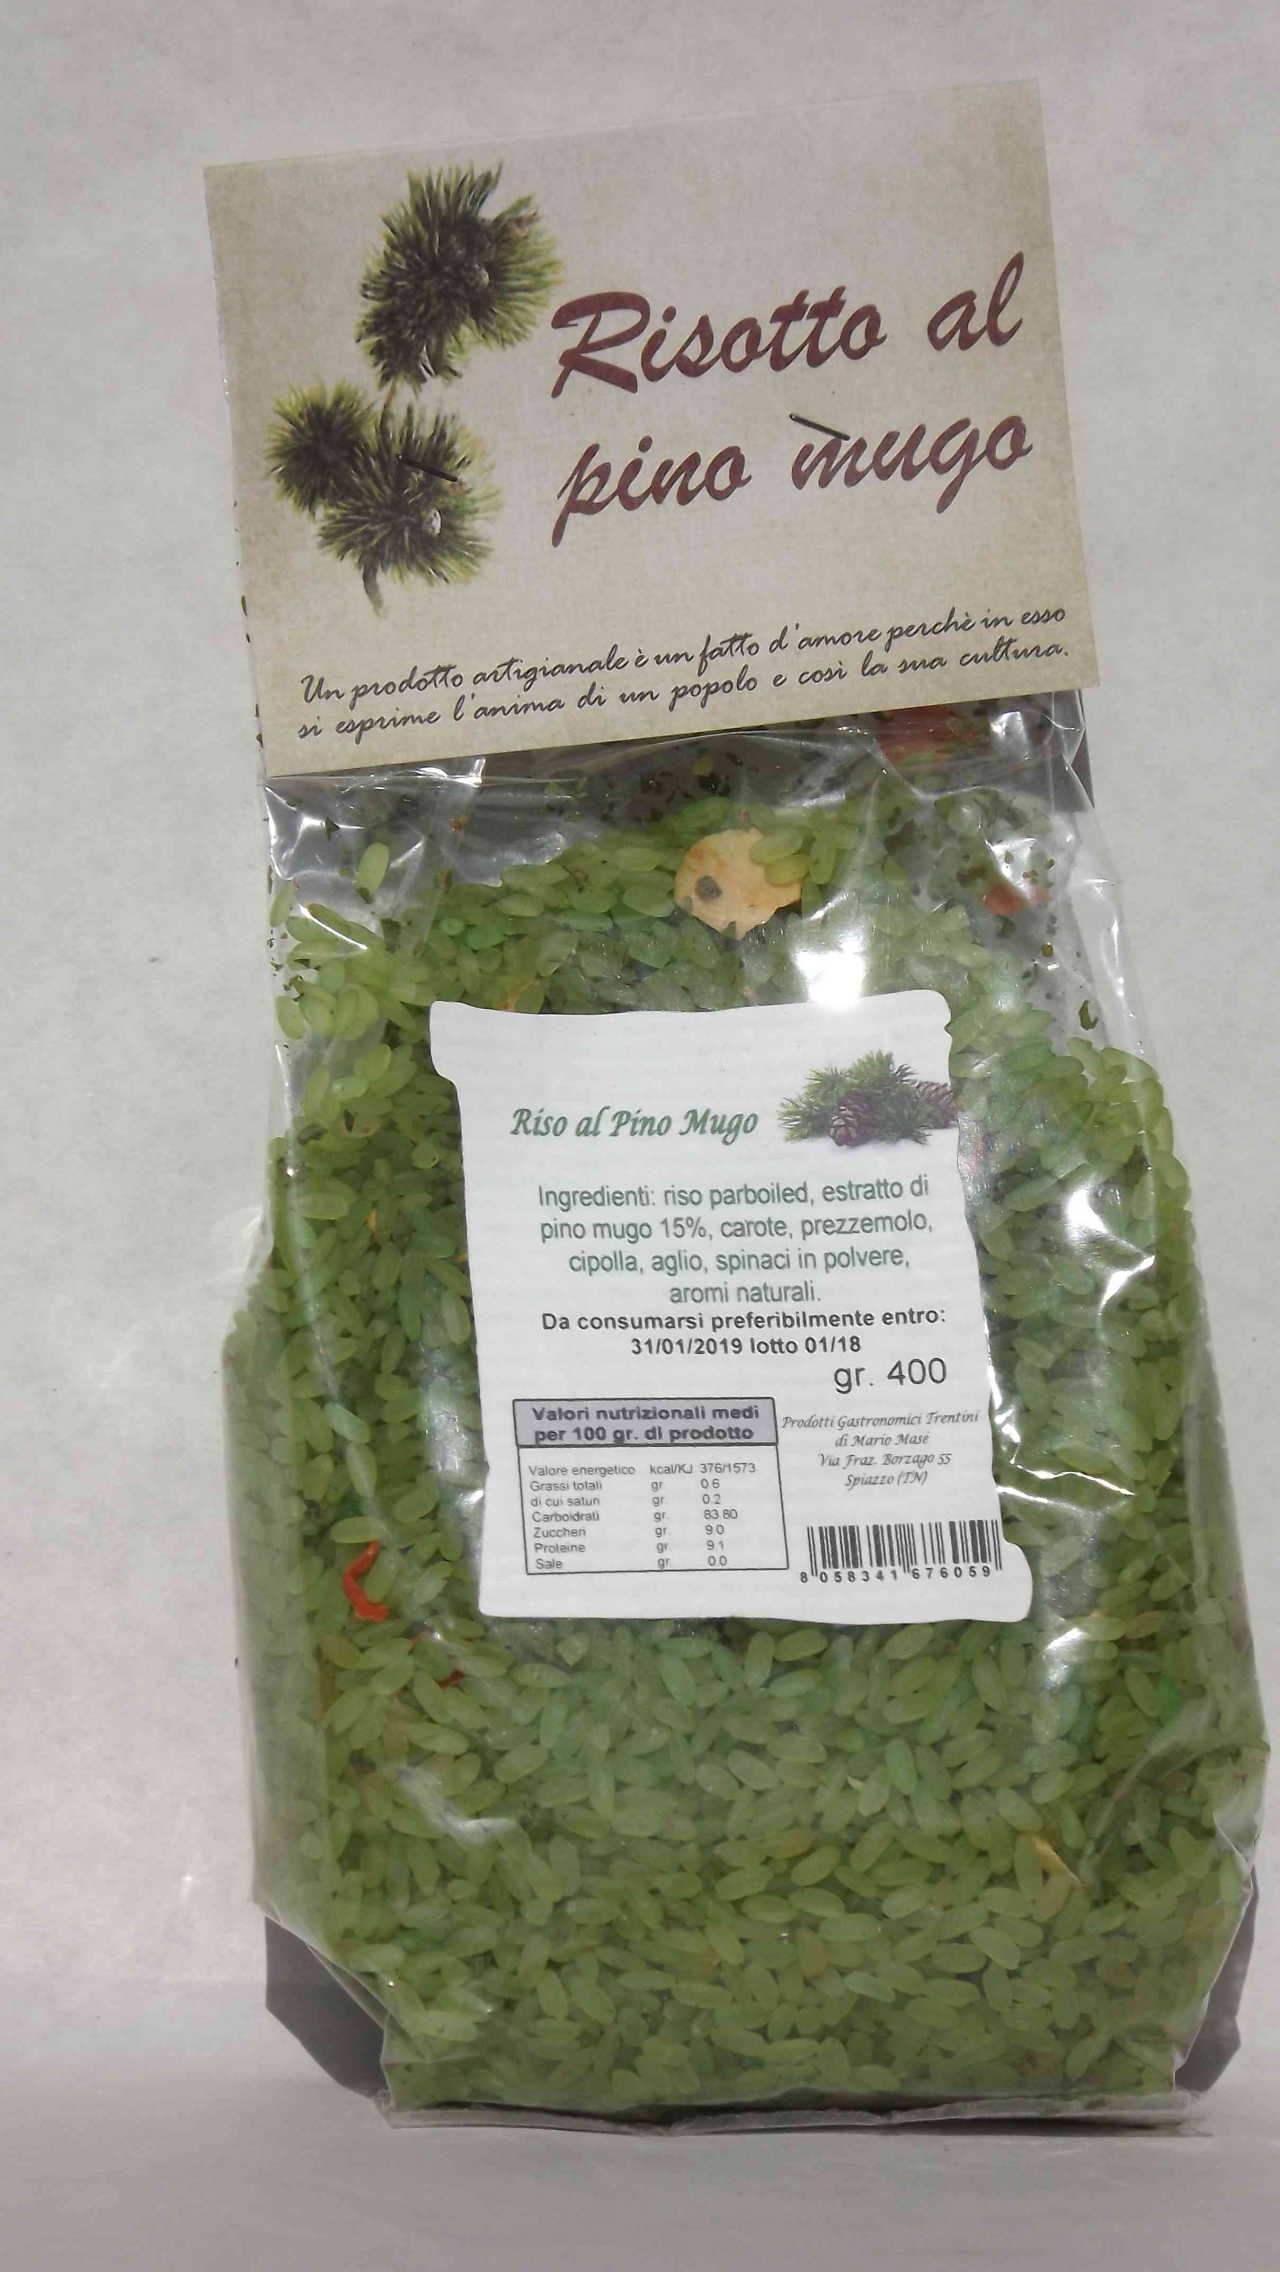 Risotto al
pino mugo
Un prodotto artigianale è un fatto d'amore perchè in esso
si esprime l'anima di un popolo e così la sua cultura.
Riso al Pino Mugo
Ingredienti: riso parboiled, estratto di
pino mugo 15%, carote, prezzemolo,
cipolla, aglio, spinaci in polvere,
aromi naturali.
Da consumarsi preferibilmente entro:
31/01/2019 lotto 01/18
gr. 400
Valori nutrizionali medi
per 100 gr. di prodotto
Valore energetico kcal/KJ 376/1573
Grassi totali gr. 0.6
di cui saturi gr. 0.2
Carboidrati gr. 83.80
Zuccheri gr. 9.0
Proteine gr. 9.1
Sale gr. 0.0
Prodotti Gastronomici Trentini
di Mario Masè
Via Fraz. Borzago 55
Spiazzo (TN)
8 058341 676059